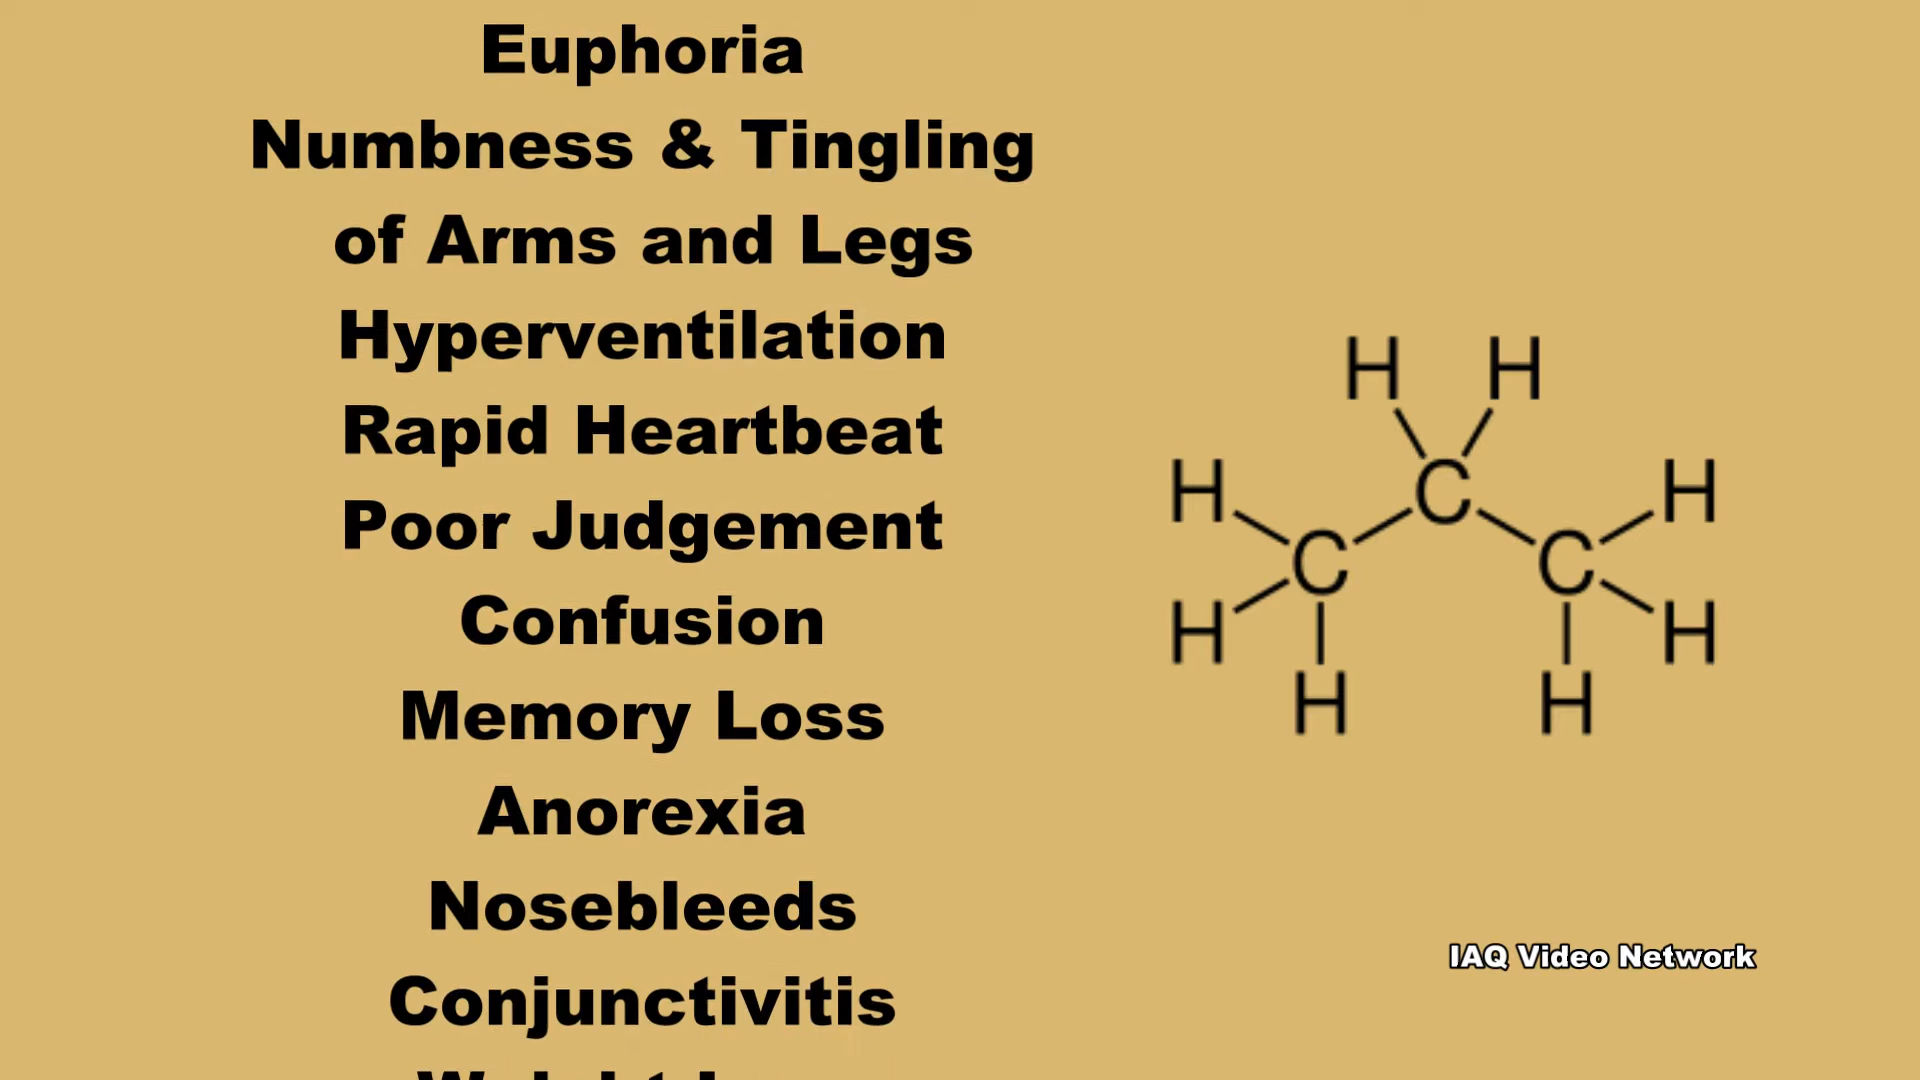 Euphoria
Numbness & Tingling
of Arms and Legs
Hyperventilation
Rapid Heartbeat
Poor Judgement
Confusion
Memory Loss
Anorexia
Nosebleeds
Conjunctivitis
H H
H C H
C C
H H
H H
IAQ Video Network